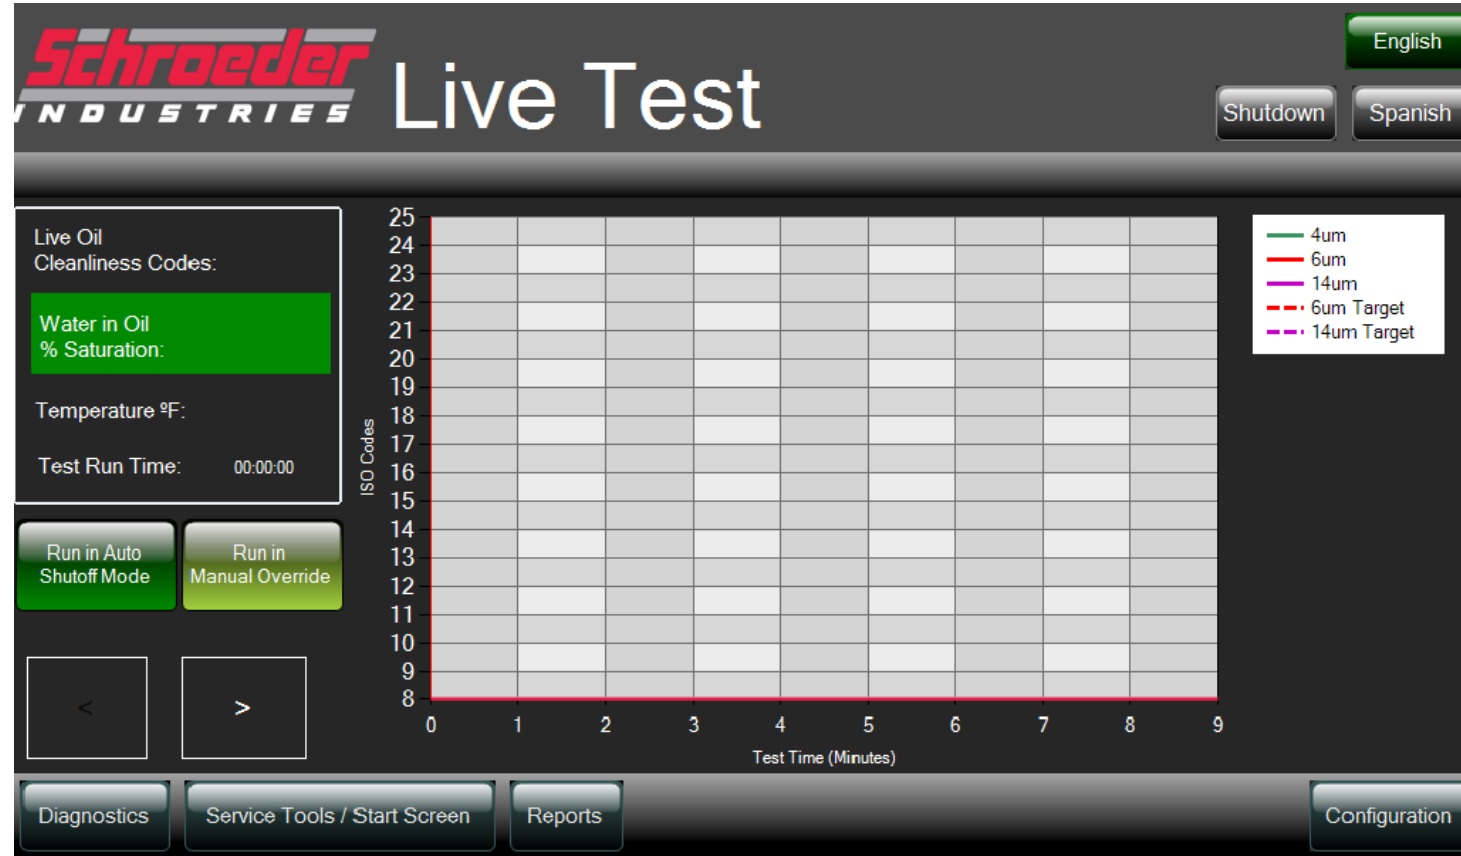 Schroeder
INDUSTRIES
Live Test
English
Shutdown
Spanish
Live Oil
Cleanliness Codes:
Water in Oil
% Saturation:
Temperature ºF:
Test Run Time: 00:00:00
Run in Auto
Shutoff Mode
Run in
Manual Override
<
>
ISO Codes
25
24
23
22
21
20
19
18
17
16
15
14
13
12
11
10
9
8
0 1 2 3 4 5 6 7 8 9
Test Time (Minutes)
4um
6um
14um
6um Target
14um Target
Diagnostics
Service Tools / Start Screen
Reports
Configuration